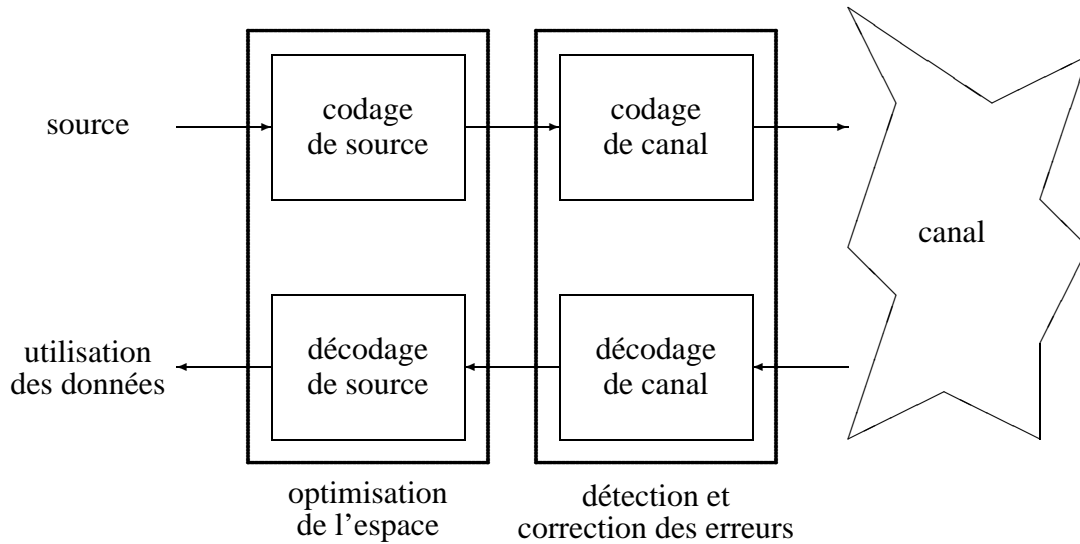 source
codage
de source
codage
de canal
canal
utilisation
des données
décodage
de source
décodage
de canal
optimisation
de l’espace
détection et
correction des erreurs